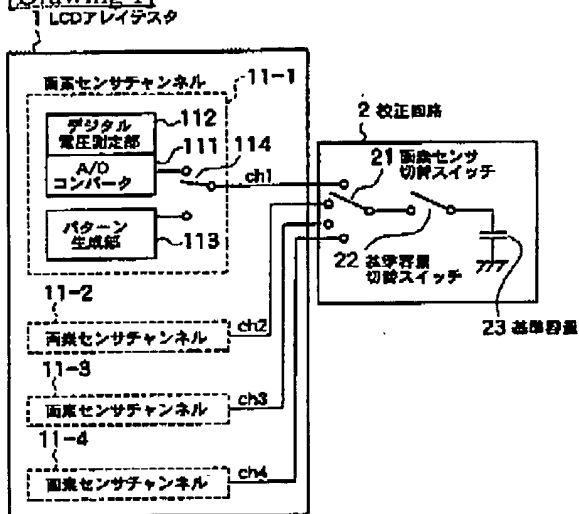 1 LCDアレイテスタ
画素センサチャンネル
11-1
デジタル
電圧測定部
112
111
114
A/D
コンバータ
ch1
パターン
生成部
113
2 校正回路
21 画素センサ
切替スイッチ
22 基準容量
切替スイッチ
23 基準容量
11-2
画素センサチャンネル
ch2
11-3
画素センサチャンネル
ch3
11-4
画素センサチャンネル
ch4